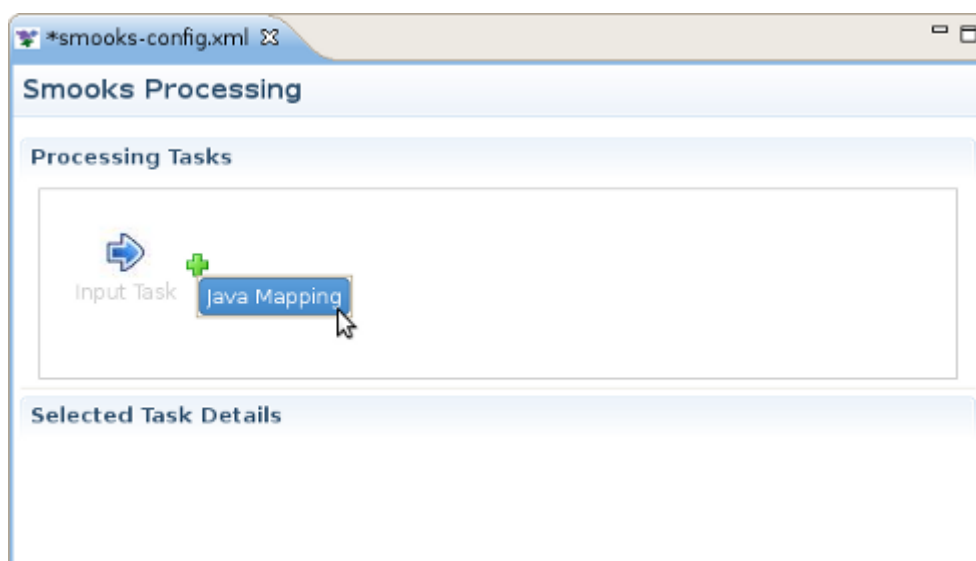 *smooks-config.xml
Smooks Processing
Processing Tasks
Input Task
Java Mapping
Selected Task Details